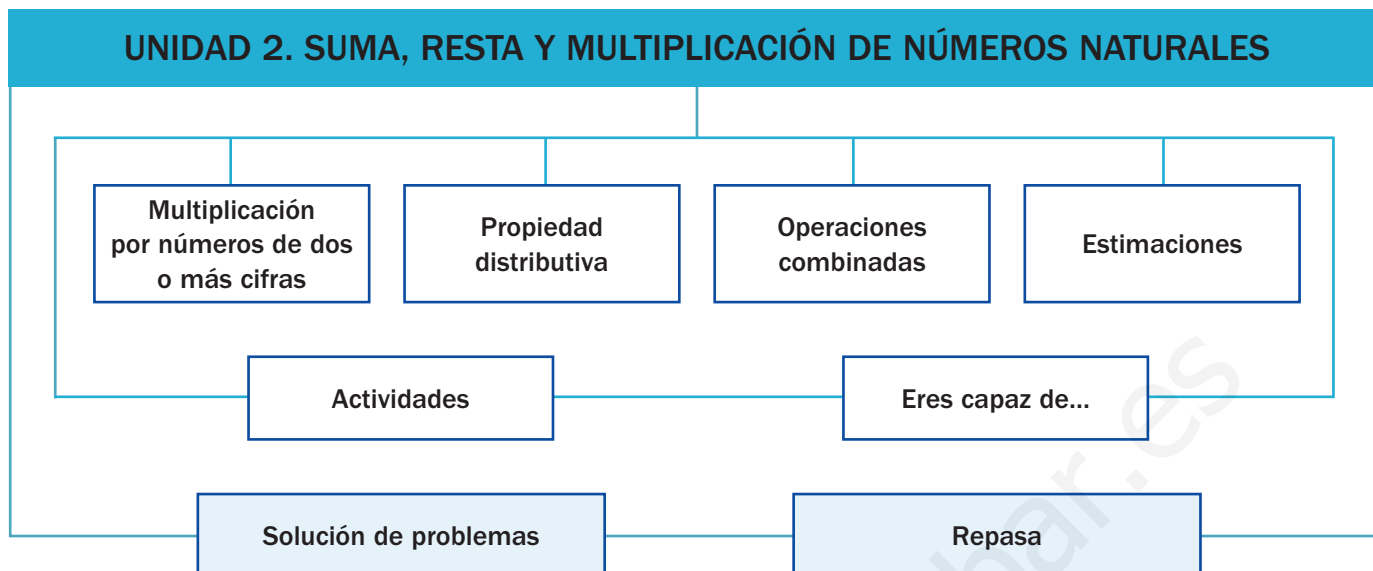 UNIDAD 2. SUMA, RESTA Y MULTIPLICACIÓN DE NÚMEROS NATURALES
Multiplicación
por números de dos
o más cifras
Propiedad
distributiva
Operaciones
combinadas
Estimaciones
Actividades
Eres capaz de...
Solución de problemas
Repasa